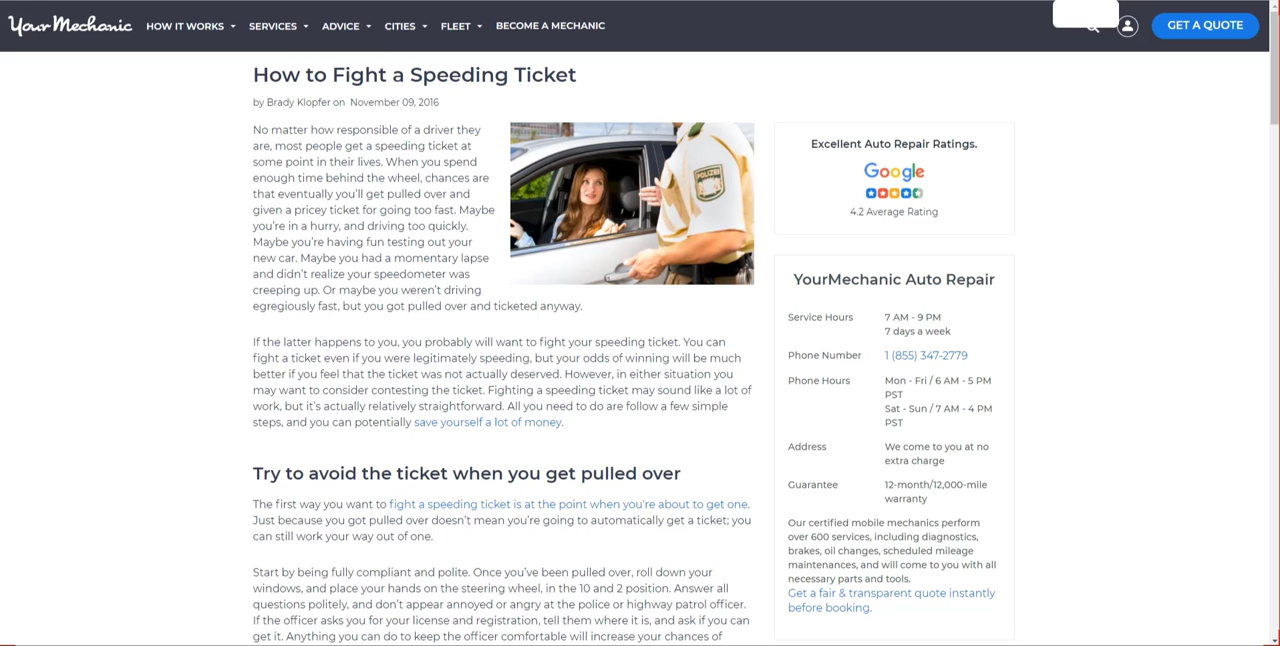 YourMechanic
HOW IT WORKS
SERVICES
ADVICE
CITIES
FLEET
BECOME A MECHANIC
GET A QUOTE
How to Fight a Speeding Ticket
by Brady Klopfer on November 09, 2016
No matter how responsible of a driver they
are, most people get a speeding ticket at
some point in their lives. When you spend
enough time behind the wheel, chances are
that eventually you'll get pulled over and
given a pricey ticket for going too fast. Maybe
you're in a hurry, and driving too quickly.
Maybe you're having fun testing out your
new car. Maybe you had a momentary lapse
and didn't realize your speedometer was
creeping up. Or maybe you weren't driving
egregiously fast, but you got pulled over and ticketed anyway.
POLIZEI
If the latter happens to you, you probably will want to fight your speeding ticket. You can
fight a ticket even if you were legitimately speeding, but your odds of winning will be much
better if you feel that the ticket was not actually deserved. However, in either situation you
may want to consider contesting the ticket. Fighting a speeding ticket may sound like a lot of
work, but it's actually relatively straightforward. All you need to do are follow a few simple
steps, and you can potentially save yourself a lot of money.
Try to avoid the ticket when you get pulled over
The first way you want to fight a speeding ticket is at the point when you're about to get one.
Just because you got pulled over doesn't mean you're going to automatically get a ticket; you
can still work your way out of one.
Start by being fully compliant and polite. Once you've been pulled over, roll down your
windows, and place your hands on the steering wheel, in the 10 and 2 position. Answer all
questions politely, and don't appear annoyed or angry at the police or highway patrol officer.
If the officer asks you for your license and registration, tell them where it is, and ask if you can
get it. Anything you can do to keep the officer comfortable will increase your chances of
Excellent Auto Repair Ratings.
Google
4.2 Average Rating
YourMechanic Auto Repair
Service Hours
7 AM - 9 PM
7 days a week
Phone Number
1 (855) 347-2779
Phone Hours
Mon - Fri / 6 AM - 5 PM
PST
Sat - Sun / 7 AM - 4 PM
PST
Address
We come to you at no
extra charge
Guarantee
12-month/12,000-mile
warranty
Our certified mobile mechanics perform
over 600 services, including diagnostics,
brakes, oil changes, scheduled mileage
maintenances, and will come to you with all
necessary parts and tools.
Get a fair & transparent quote instantly
before booking.